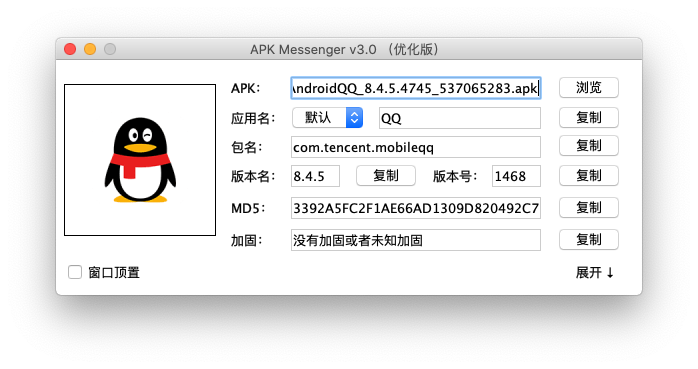 APK Messenger v3.0 （优化版）
APK： AndroidQQ_8.4.5.4745_537065283.apk 浏览
应用名： 默认 QQ 复制
包名： com.tencent.mobileqq 复制
版本名： 8.4.5 复制 版本号： 1468 复制
MD5： 3392A5FC2F1AE66AD1309D820492C7 复制
加固： 没有加固或者未知加固 复制
窗口顶置 展开 ↓